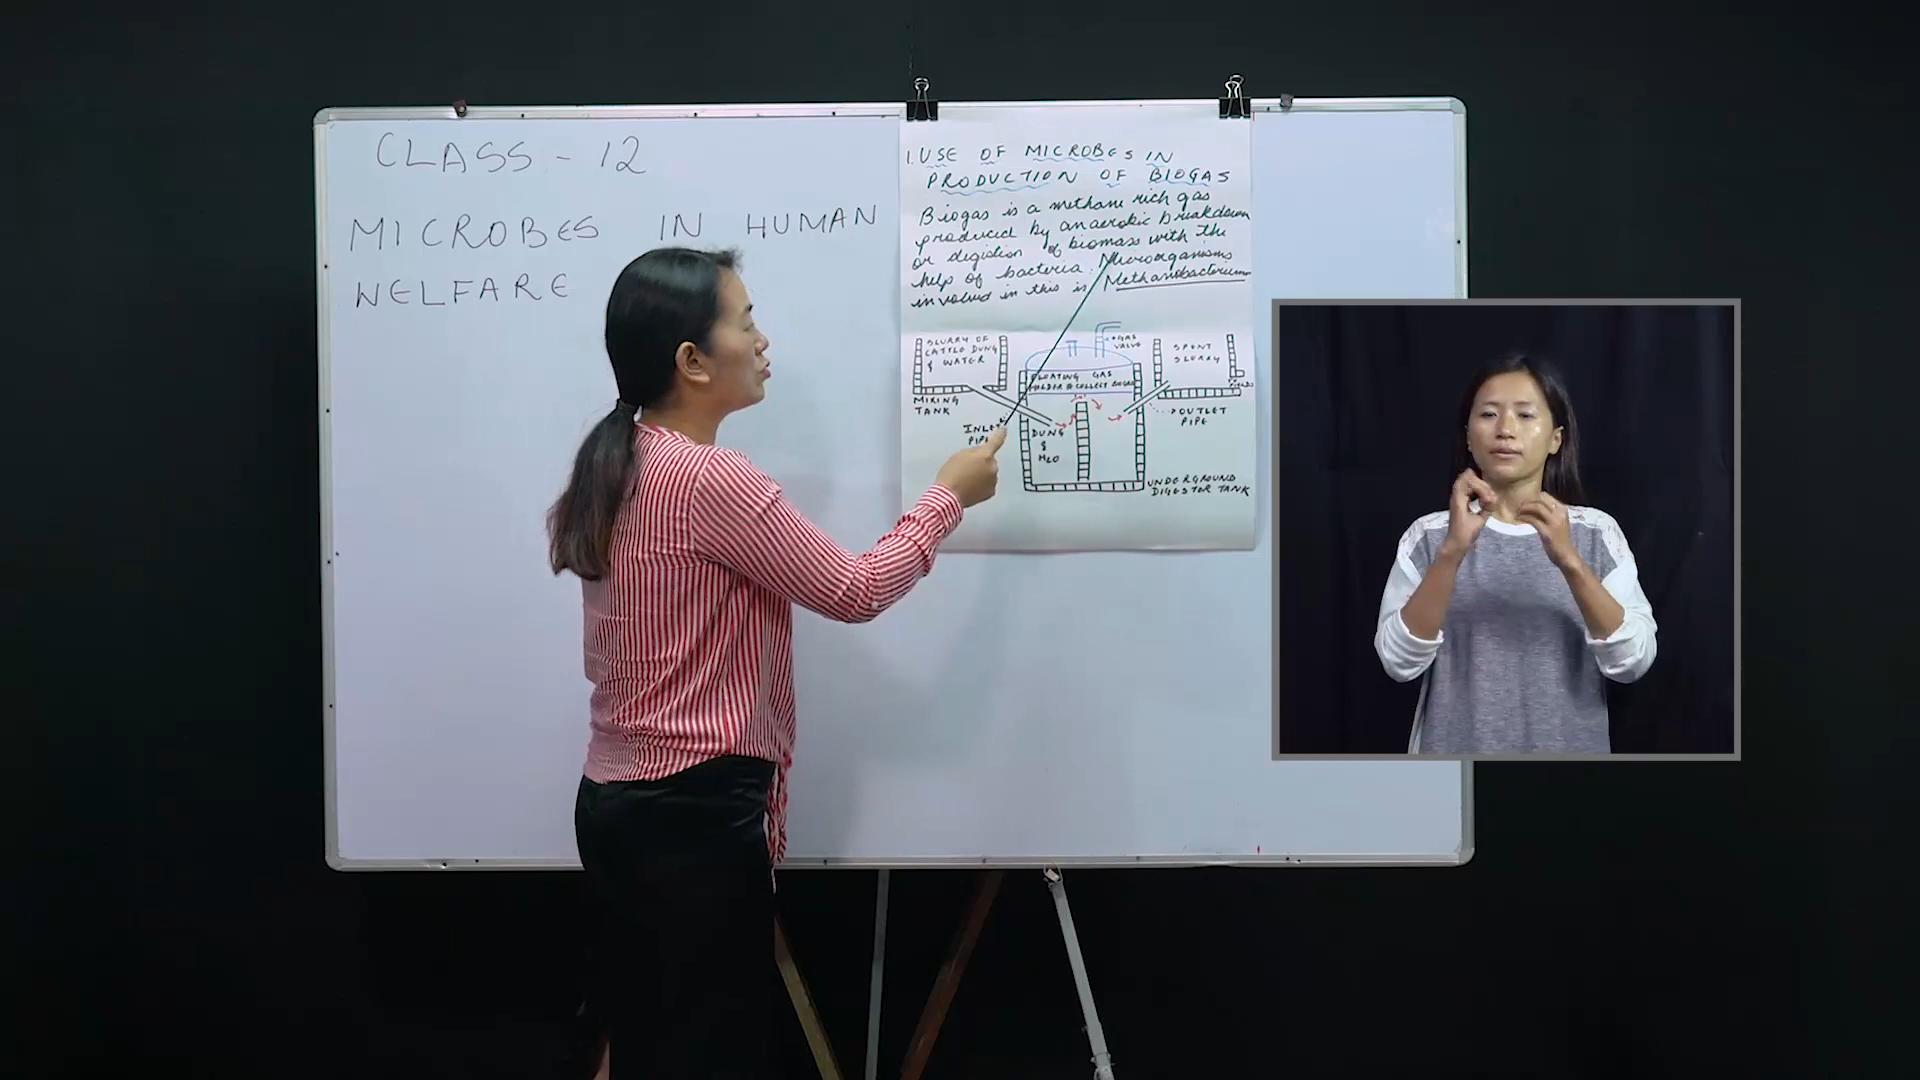 CLASS - 12
MICROBES IN HUMAN
WELFARE
1. USE OF MICROBES IN
PRODUCTION OF BIOGAS
Biogas is a methane rich gas
produced by anaerobic breakdown
or digistion of biomass with the
help of bacteria. Microorganisms
involved in this is Methanobacterium
SLURRY OF
CATTLE DUNG
& WATER
MIXING
TANK
INLET
PIPE
GAS
VALVE
FLOATING GAS
HOLDER & COLLECT BIOGAS
DUNG
&
H2O
SPENT
SLURRY
OUTLET
PIPE
UNDERGROUND
DIGESTOR TANK